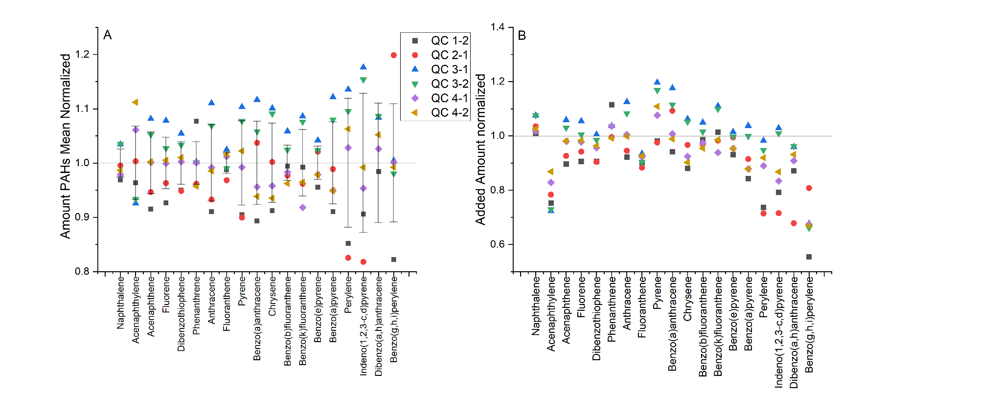 A
Amount PAHs Mean Normalized
1.2
1.1
1.0
0.9
0.8
QC 1-2
QC 2-1
QC 3-1
QC 3-2
QC 4-1
QC 4-2
Naphthalene
Acenaphthylene
Acenaphthene
Fluorene
Dibenzothiophene
Phenanthrene
Anthracene
Fluoranthene
Pyrene
Benzo(a)anthracene
Chrysene
Benzo(b)fluoranthene
Benzo(k)fluoranthene
Benzo(e)pyrene
Benzo(a)pyrene
Perylene
Indeno(1,2,3-c,d)pyrene
Dibenzo(a,h)anthracene
Benzo(g,h,i)perylene
B
Added Amount normalized
1.4
1.2
1.0
0.8
0.6
Naphthalene
Acenaphthylene
Acenaphthene
Fluorene
Dibenzothiophene
Phenanthrene
Anthracene
Fluoranthene
Pyrene
Benzo(a)anthracene
Chrysene
Benzo(b)fluoranthene
Benzo(k)fluoranthene
Benzo(e)pyrene
Benzo(a)pyrene
Perylene
Indeno(1,2,3-c,d)pyrene
Dibenzo(a,h)anthracene
Benzo(g,h,i)perylene